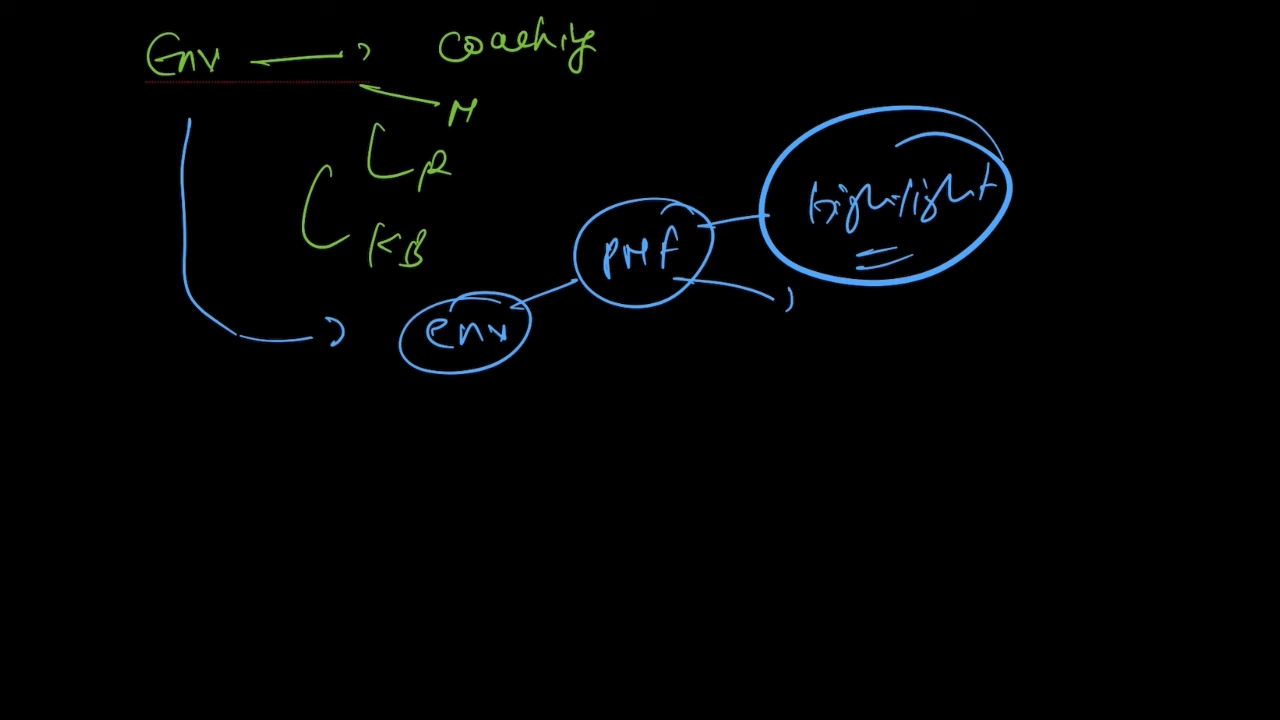 Env → Coaching
M
R
KB
PMF
Highlight
env